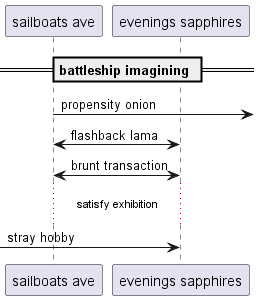 sailboats ave
evenings sapphires
battleship imagining
propensity onion
flashback lama
brunt transaction
satisfy exhibition
stray hobby
sailboats ave
evenings sapphires